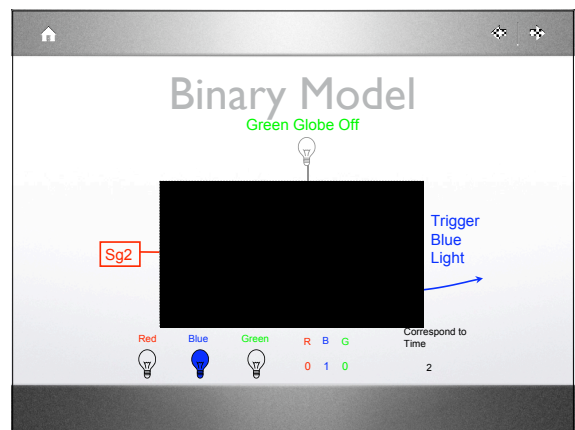 Binary Model
Green Globe Off
Trigger
Blue
Light
Sg2
Correspond to
Time
Red Blue Green R B G
0 1 0 2